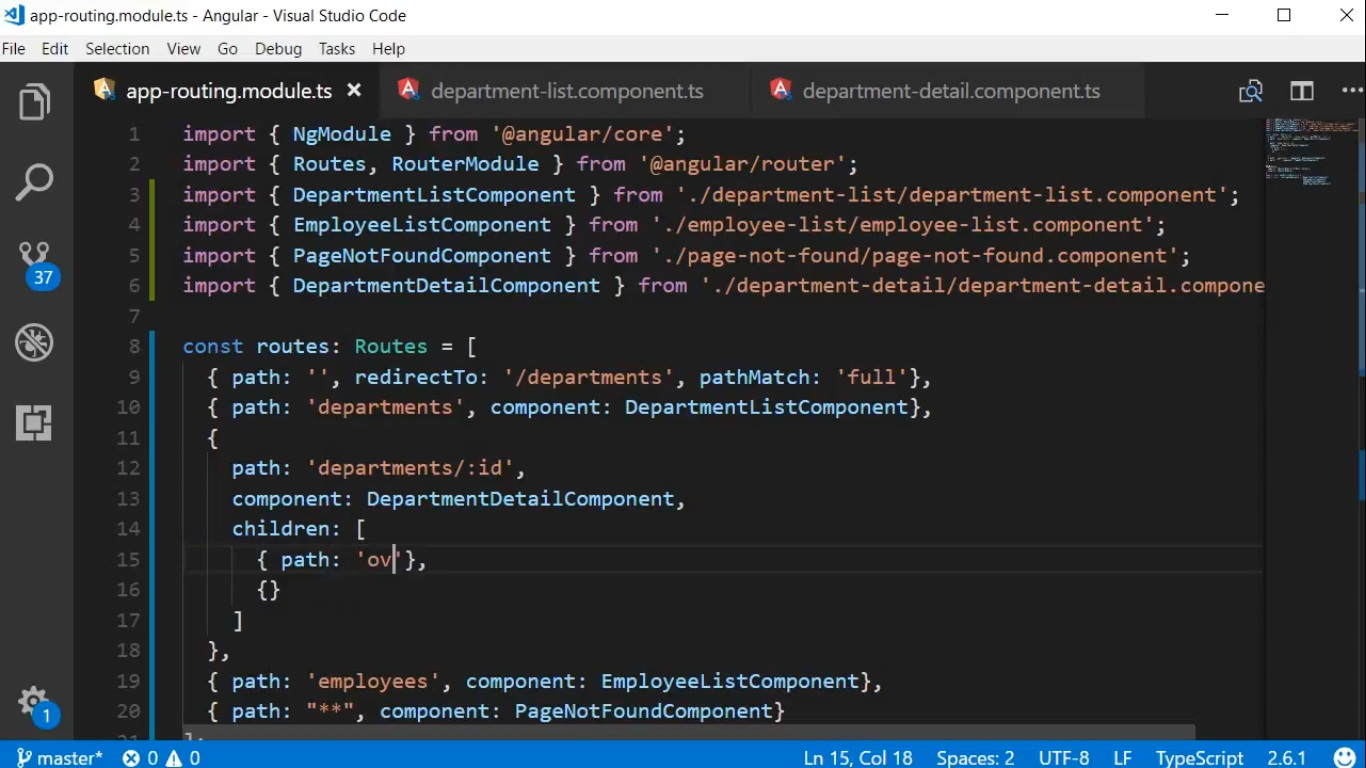 app-routing.module.ts - Angular - Visual Studio Code
File Edit Selection View Go Debug Tasks Help
app-routing.module.ts department-list.component.ts department-detail.component.ts
1 import { NgModule } from '@angular/core';
2 import { Routes, RouterModule } from '@angular/router';
3 import { DepartmentListComponent } from './department-list/department-list.component';
4 import { EmployeeListComponent } from './employee-list/employee-list.component';
5 import { PageNotFoundComponent } from './page-not-found/page-not-found.component';
6 import { DepartmentDetailComponent } from './department-detail/department-detail.compone
7
8 const routes: Routes = [
9 { path: '', redirectTo: '/departments', pathMatch: 'full'},
10 { path: 'departments', component: DepartmentListComponent},
11 {
12 path: 'departments/:id',
13 component: DepartmentDetailComponent,
14 children: [
15 { path: 'ov'},
16 {}
17 ]
18 },
19 { path: 'employees', component: EmployeeListComponent},
20 { path: "**", component: PageNotFoundComponent}
21 ];
37
1
master* 0 0 Ln 15, Col 18 Spaces: 2 UTF-8 LF TypeScript 2.6.1